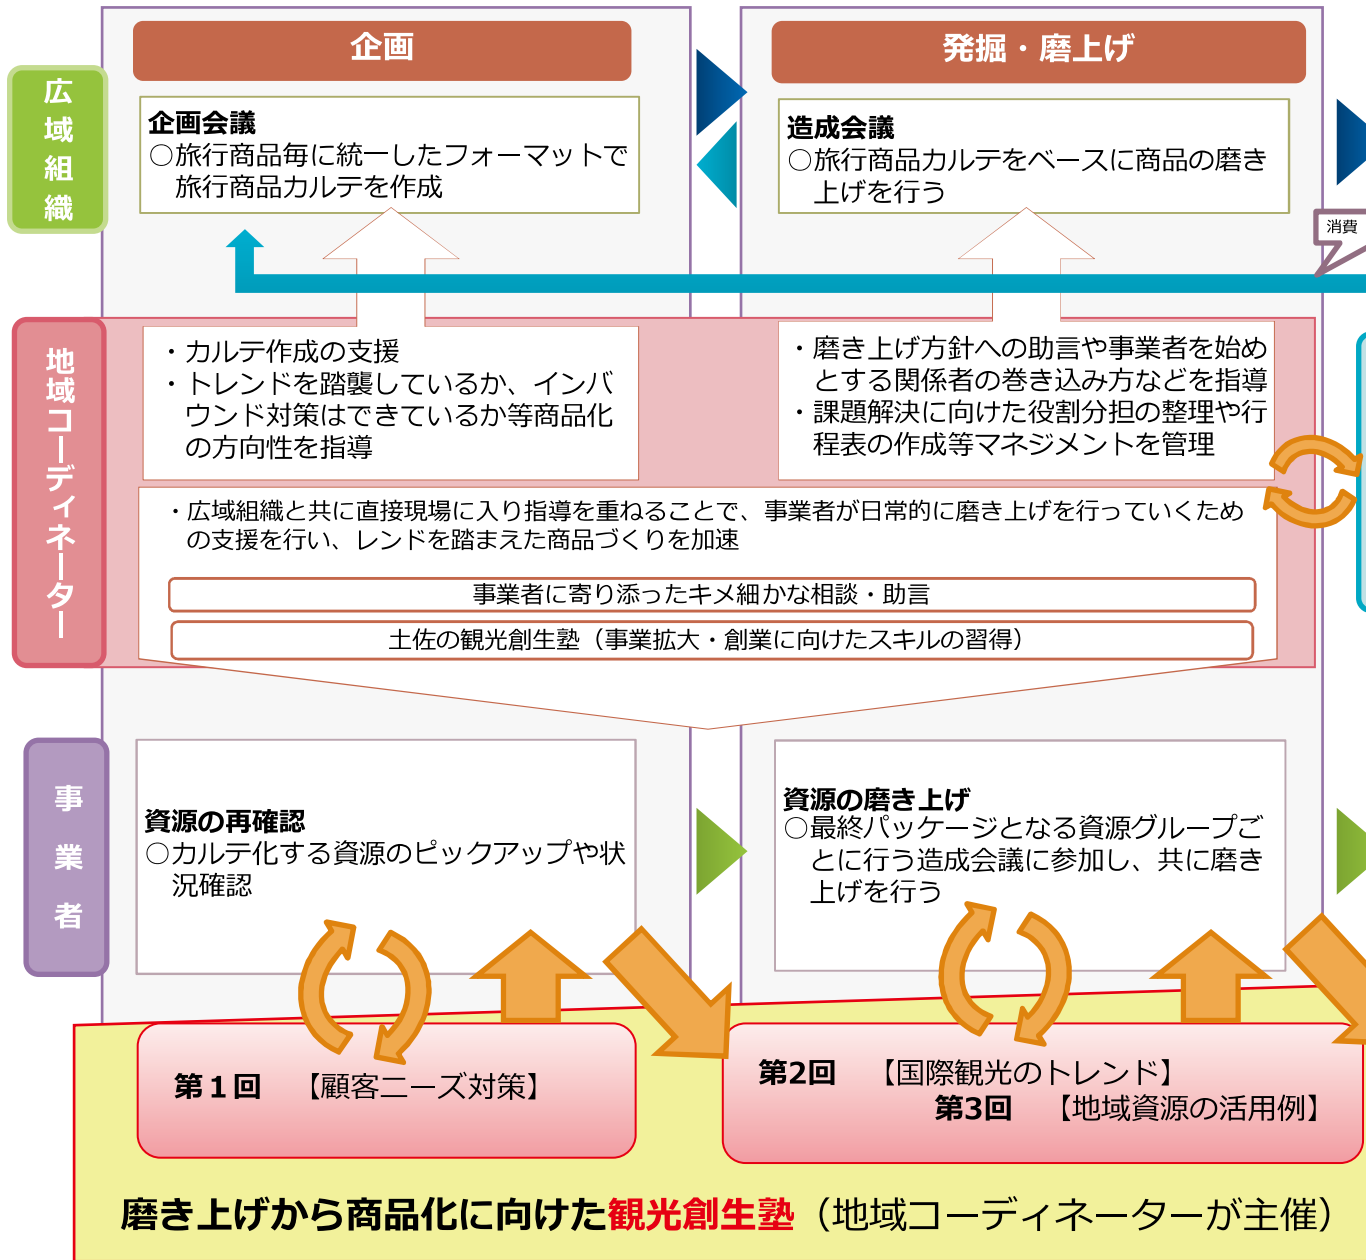 企画
発掘・磨上げ
広域組織
企画会議
○旅行商品毎に統一したフォーマットで
旅行商品カルテを作成
造成会議
○旅行商品カルテをベースに商品の磨き
上げを行う
消費
地域コーディネーター
・カルテ作成の支援
・トレンドを踏襲しているか、インバ
ウンド対策はできているか等商品化
の方向性を指導
・磨き上げ方針への助言や事業者を始め
とする関係者の巻き込み方などを指導
・課題解決に向けた役割分担の整理や行
程表の作成等マネジメントを管理
・広域組織と共に直接現場に入り指導を重ねることで、事業者が日常的に磨き上げを行っていくため
の支援を行い、レンドを踏まえた商品づくりを加速
事業者に寄り添ったキメ細かな相談・助言
土佐の観光創生塾（事業拡大・創業に向けたスキルの習得）
事業者
資源の再確認
○カルテ化する資源のピックアップや状
況確認
資源の磨き上げ
○最終パッケージとなる資源グループご
とに行う造成会議に参加し、共に磨き
上げを行う
第１回　【顧客ニーズ対策】
第2回　【国際観光のトレンド】
第3回　【地域資源の活用例】
磨き上げから商品化に向けた観光創生塾（地域コーディネーターが主催）